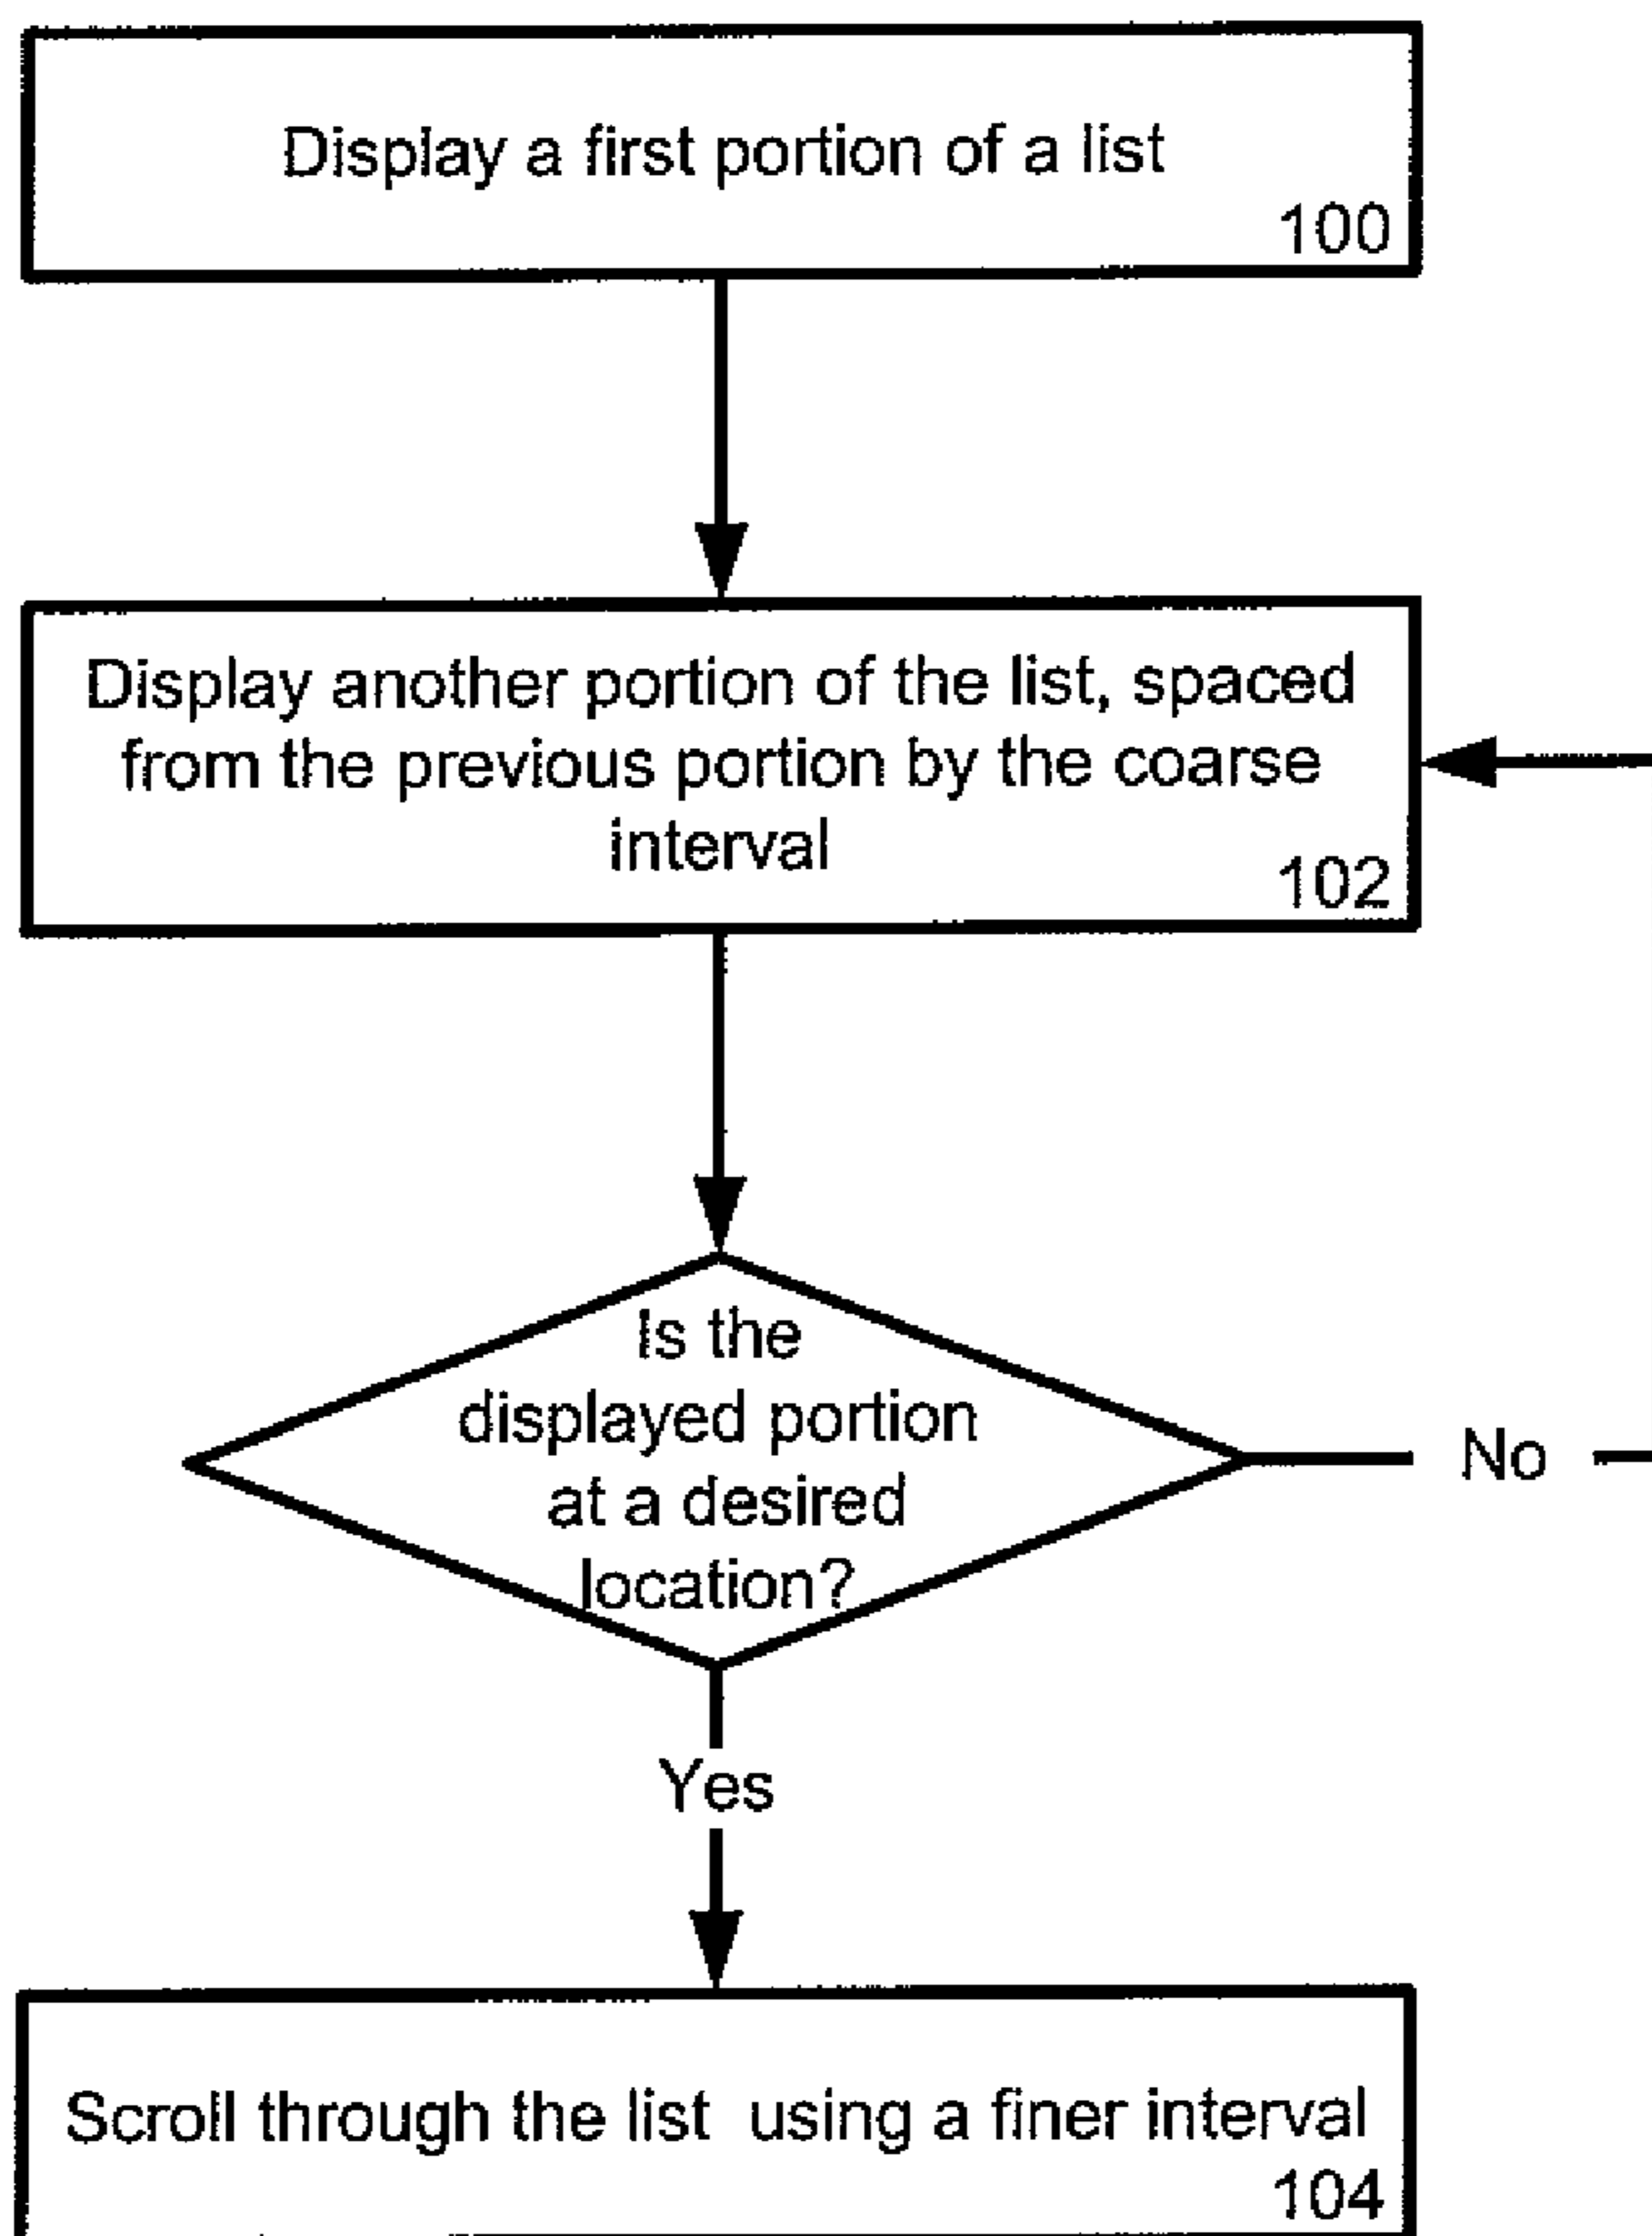 Display a first portion of a list
100
Display another portion of the list, spaced
from the previous portion by the coarse
interval
102
Is the
displayed portion
at a desired
location?
No
Yes
Scroll through the list using a finer interval
104